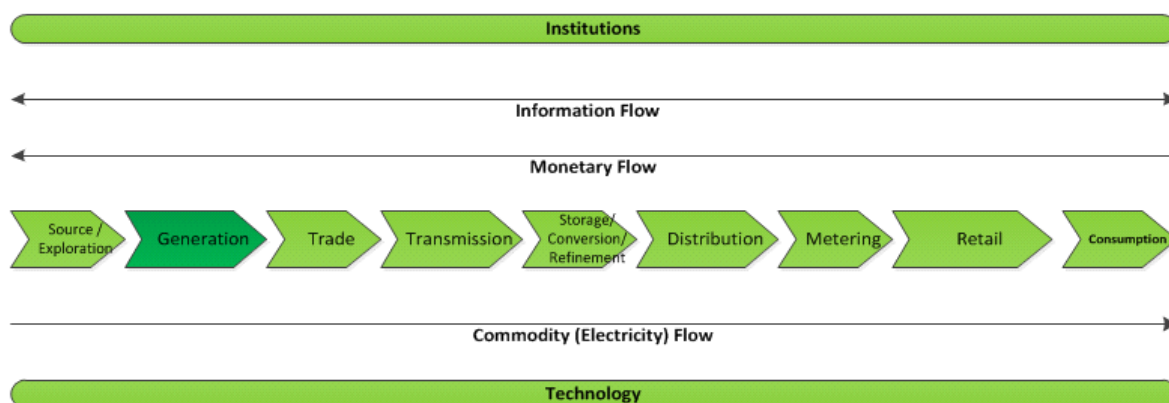 Institutions
Information Flow
Monetary Flow
Source /
Exploration
Generation
Trade
Transmission
Storage/
Conversion/
Refinement
Distribution
Metering
Retail
Consumption
Commodity (Electricity) Flow
Technology